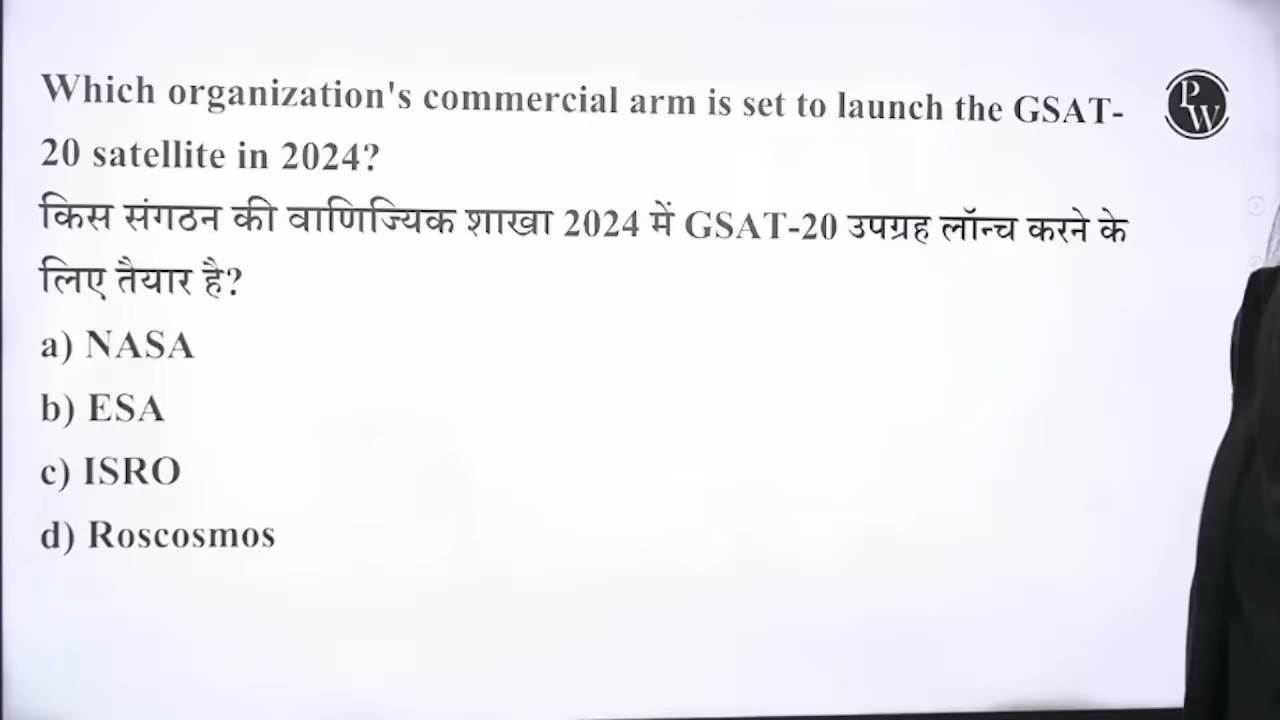 Which organization's commercial arm is set to launch the GSAT-
20 satellite in 2024?
किस संगठन की वाणिज्यिक शाखा 2024 में GSAT-20 उपग्रह लॉन्च करने के
लिए तैयार है?
a) NASA
b) ESA
c) ISRO
d) Roscosmos
PW